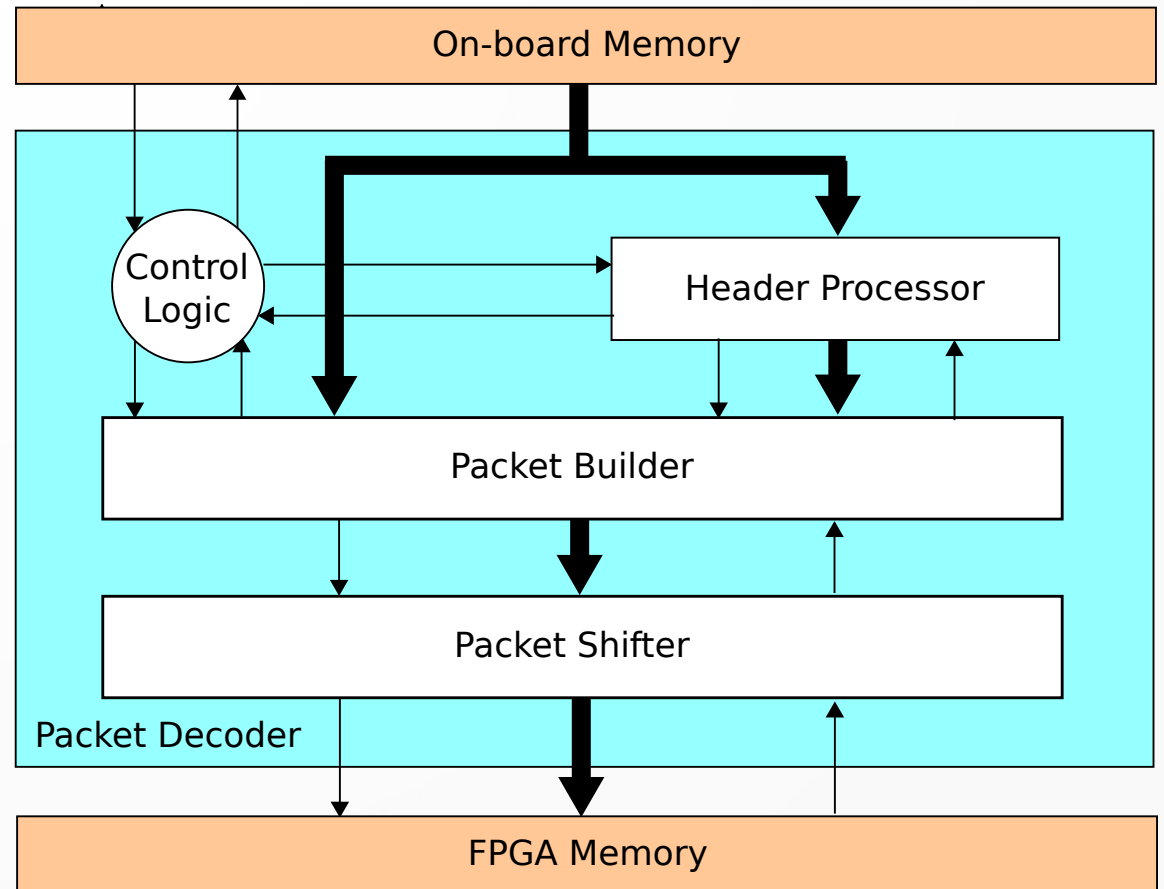 On-board Memory
Control
Logic
Header Processor
Packet Builder
Packet Shifter
Packet Decoder
FPGA Memory